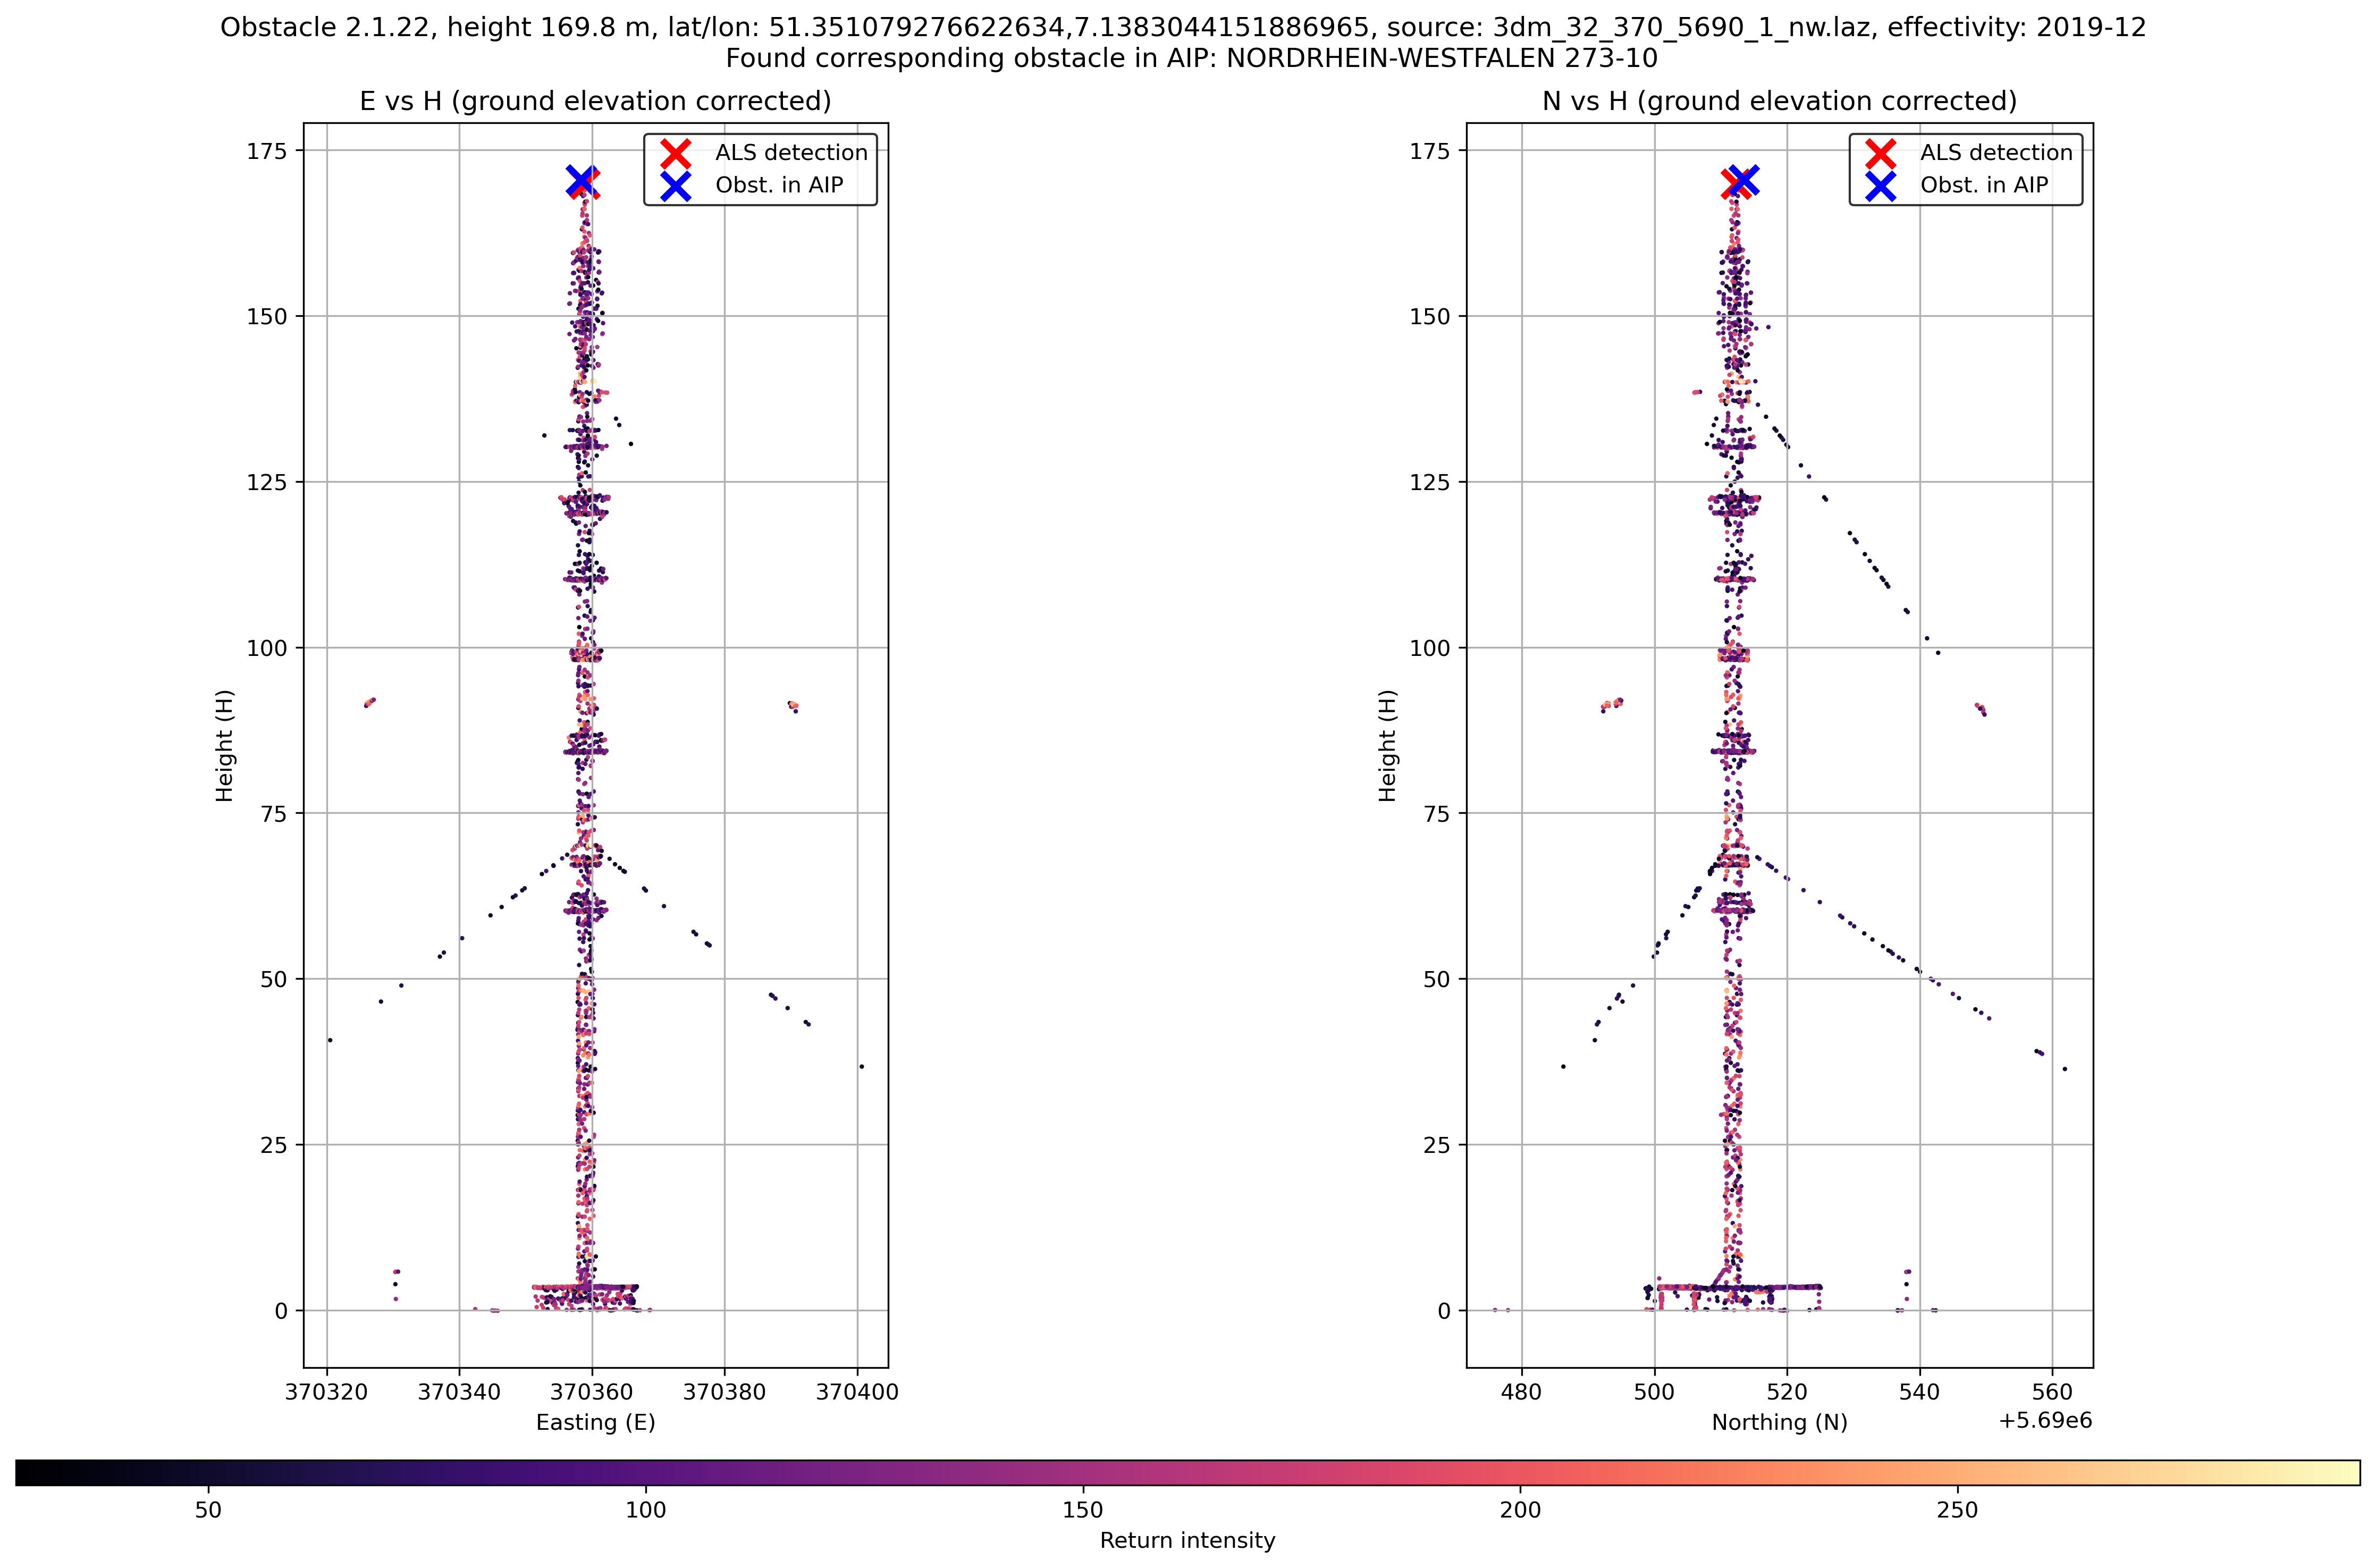 Obstacle 2.1.22, height 169.8 m, lat/lon: 51.351079276622634,7.1383044151886965, source: 3dm_32_370_5690_1_nw.laz, effectivity: 2019-12
Found corresponding obstacle in AIP: NORDRHEIN-WESTFALEN 273-10
E vs H (ground elevation corrected)
ALS detection
Obst. in AIP
175
150
125
100
75
50
25
0
Height (H)
370320 370340 370360 370380 370400
Easting (E)
N vs H (ground elevation corrected)
ALS detection
Obst. in AIP
175
150
125
100
75
50
25
0
Height (H)
480 500 520 540 560
Northing (N)
+5.69e6
50 100 150 200 250
Return intensity